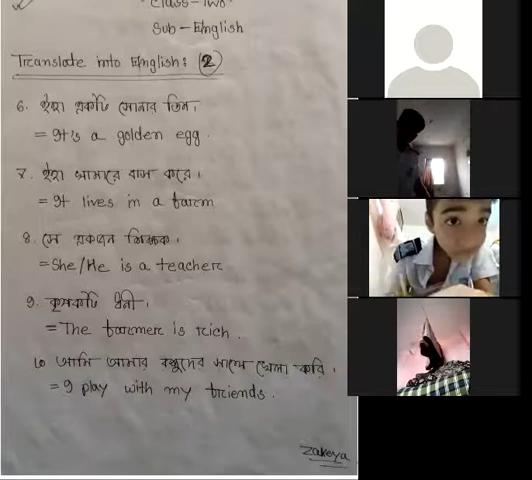 Class-Two
Sub-English
Translate into English: 2
6. ইহা একটি সোনার ডিম।
= It's a golden egg.
7. ইহা খামারে বাস করে।
= It lives in a farm
8. সে একজন শিক্ষক।
= She/He is a teacher
9. কৃষকটি ধনী।
= The farmer is rich.
১০ আমি আমার বন্ধুদের সাথে খেলা করি।
= I play with my friends.
Zakeya